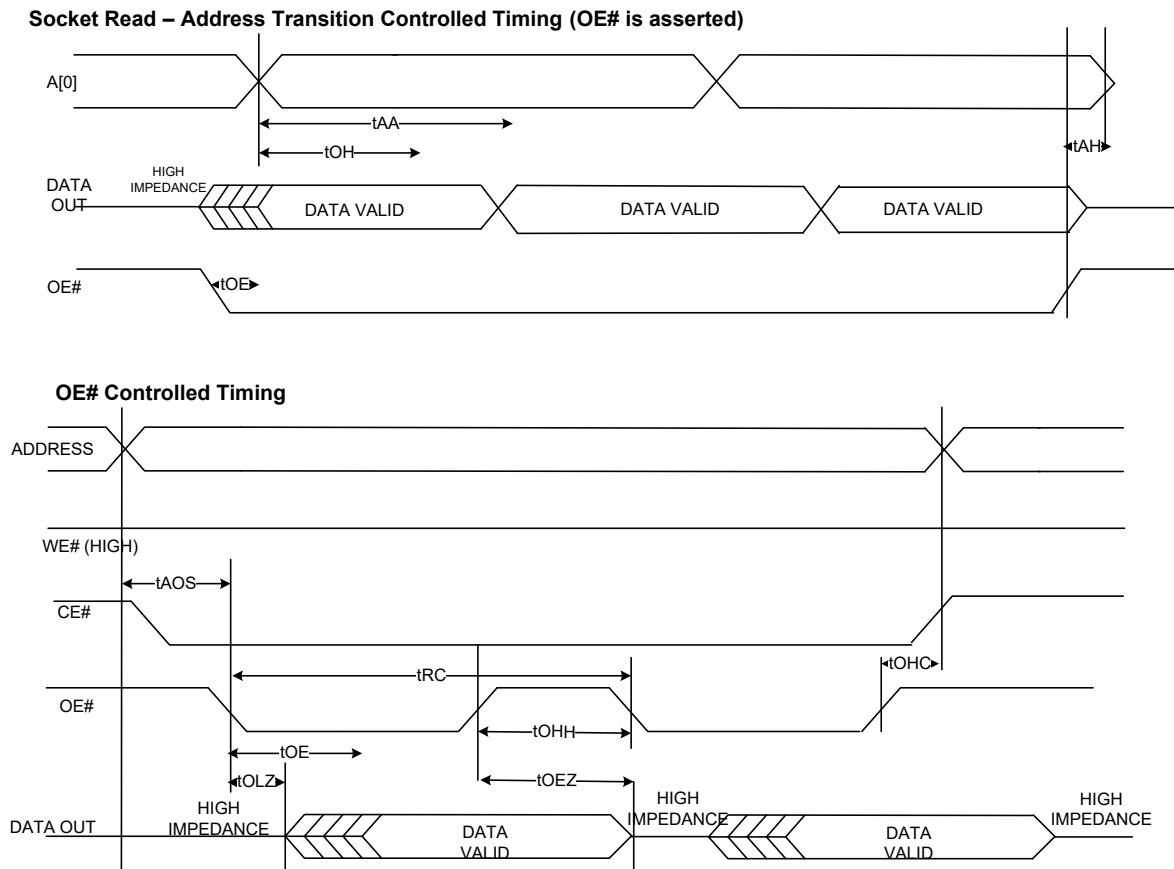 Socket Read – Address Transition Controlled Timing (OE# is asserted)
A[0]
tAA
tAH
tOH
HIGH
IMPEDANCE
DATA
OUT
DATA VALID
DATA VALID
DATA VALID
OE#
tOE
OE# Controlled Timing
ADDRESS
WE# (HIGH)
tAOS
CE#
tOHC
tRC
OE#
tOHH
tOE
tOEZ
tOLZ
HIGH
IMPEDANCE
HIGH
IMPEDANCE
HIGH
IMPEDANCE
DATA OUT
DATA
VALID
DATA
VALID